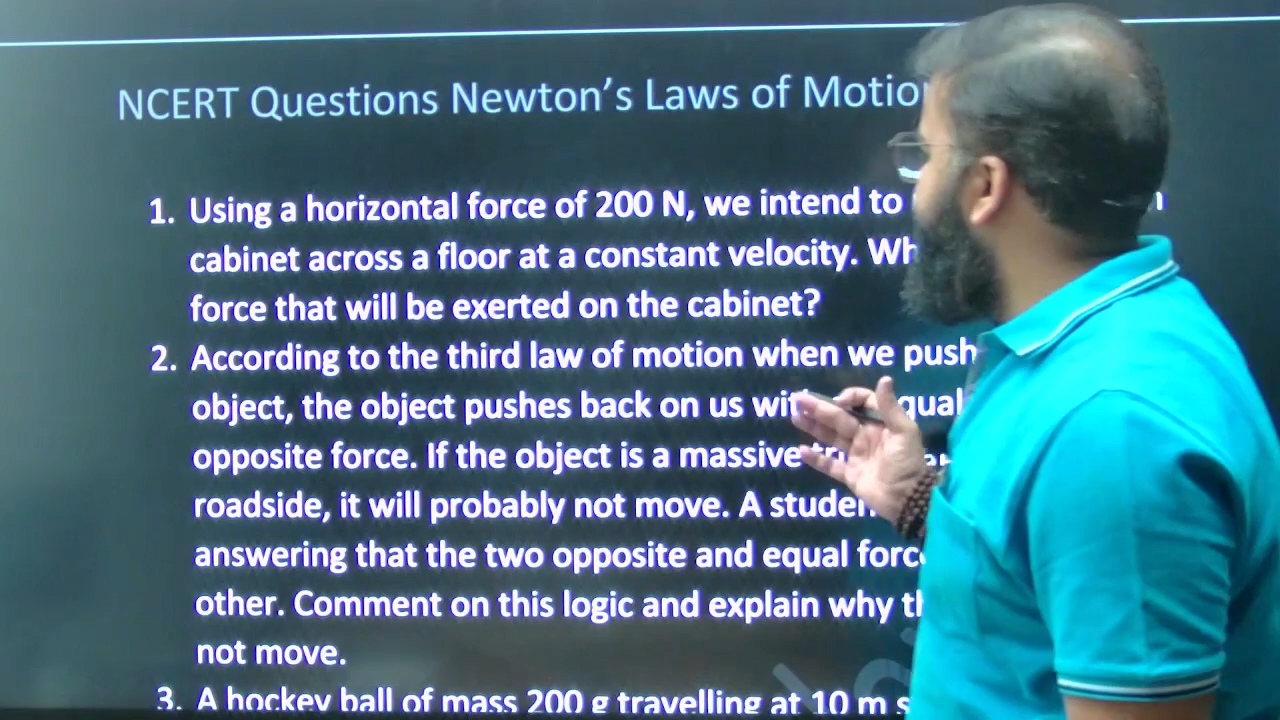 NCERT Questions Newton's Laws of Motio
1. Using a horizontal force of 200 N, we intend to
cabinet across a floor at a constant velocity. Wh
force that will be exerted on the cabinet?
2. According to the third law of motion when we push
object, the object pushes back on us with equal
opposite force. If the object is a massive
roadside, it will probably not move. A studen
answering that the two opposite and equal forc
other. Comment on this logic and explain why th
not move.
3. A hockey ball of mass 200 g travelling at 10 m s